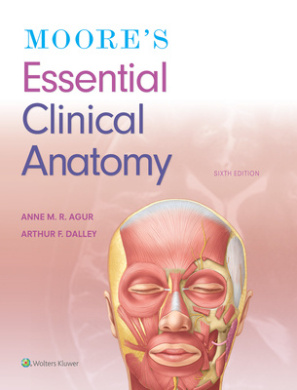 MOORE'S
Essential
Clinical
Anatomy
SIXTH EDITION
ANNE M. R. AGUR
ARTHUR F. DALLEY
Wolters Kluwer